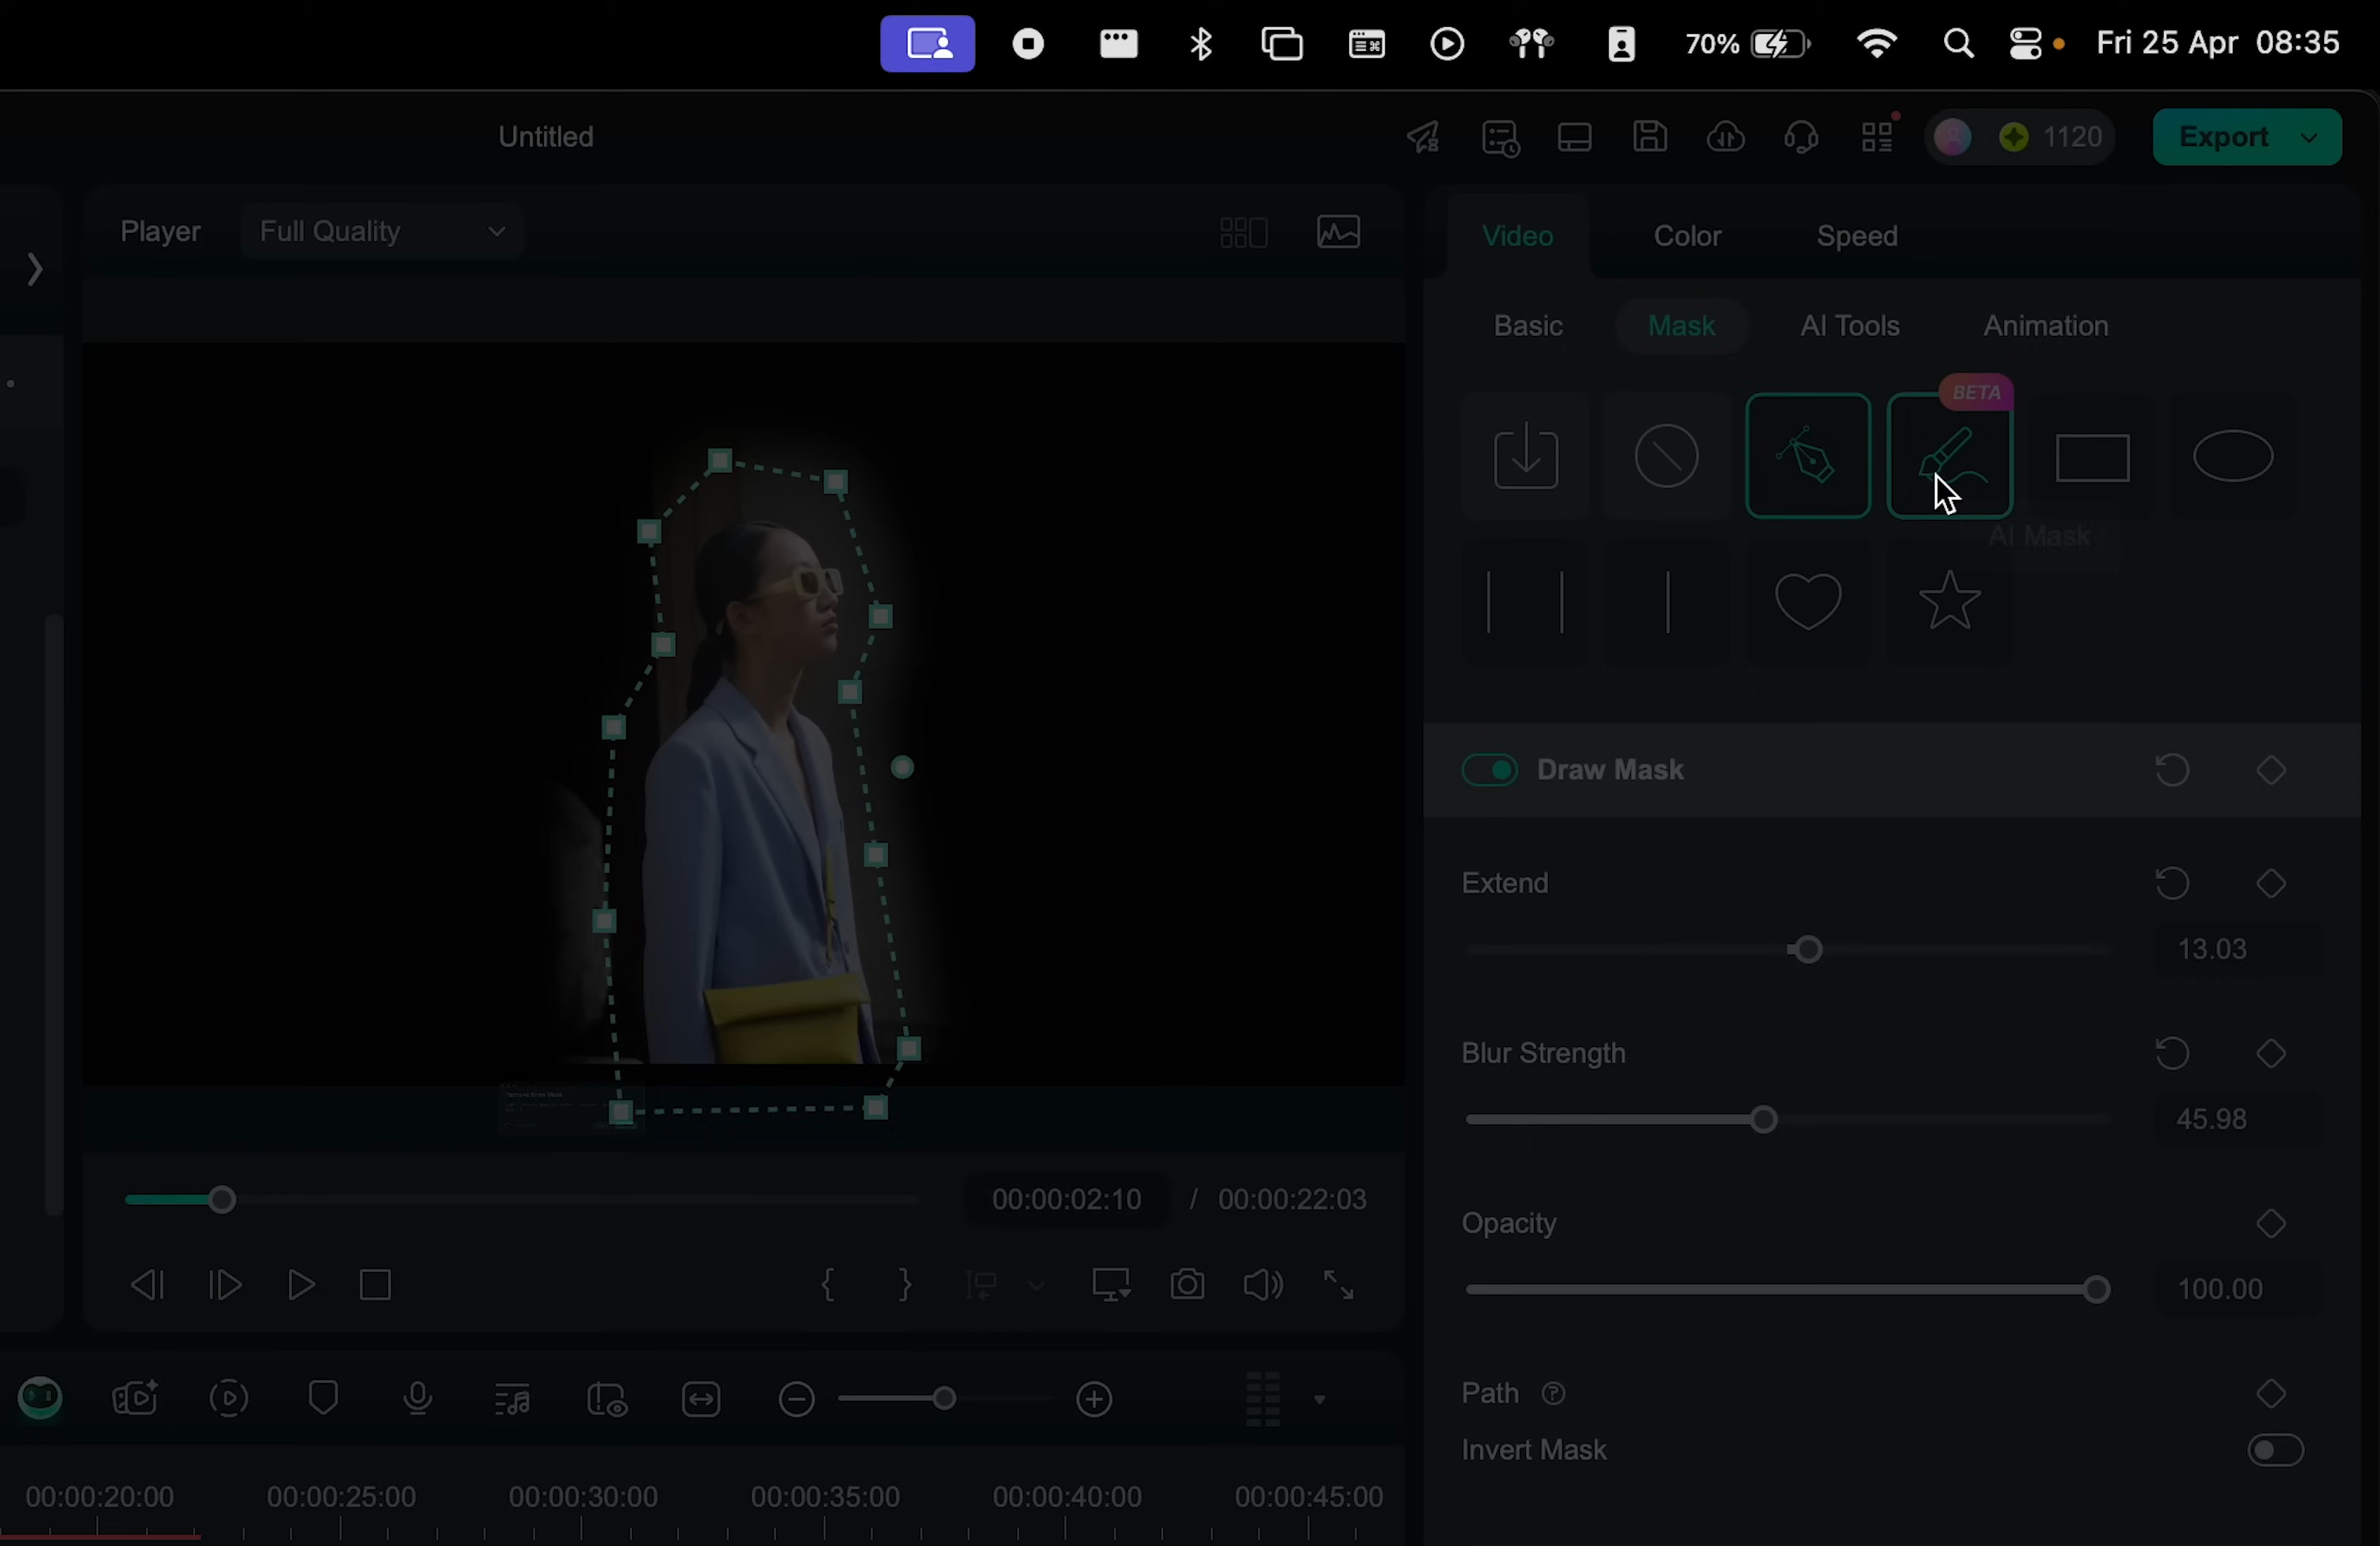 70%
Fri 25 Apr 08:35
Untitled
1120
Export
Player
Full Quality
Video
Color
Speed
Basic
Mask
AI Tools
Animation
BETA
AI Mask
Draw Mask
Extend
13.03
Blur Strength
45.98
00:00:02:10 / 00:00:22:03
Opacity
100.00
Path
Invert Mask
00:00:20:00
00:00:25:00
00:00:30:00
00:00:35:00
00:00:40:00
00:00:45:00